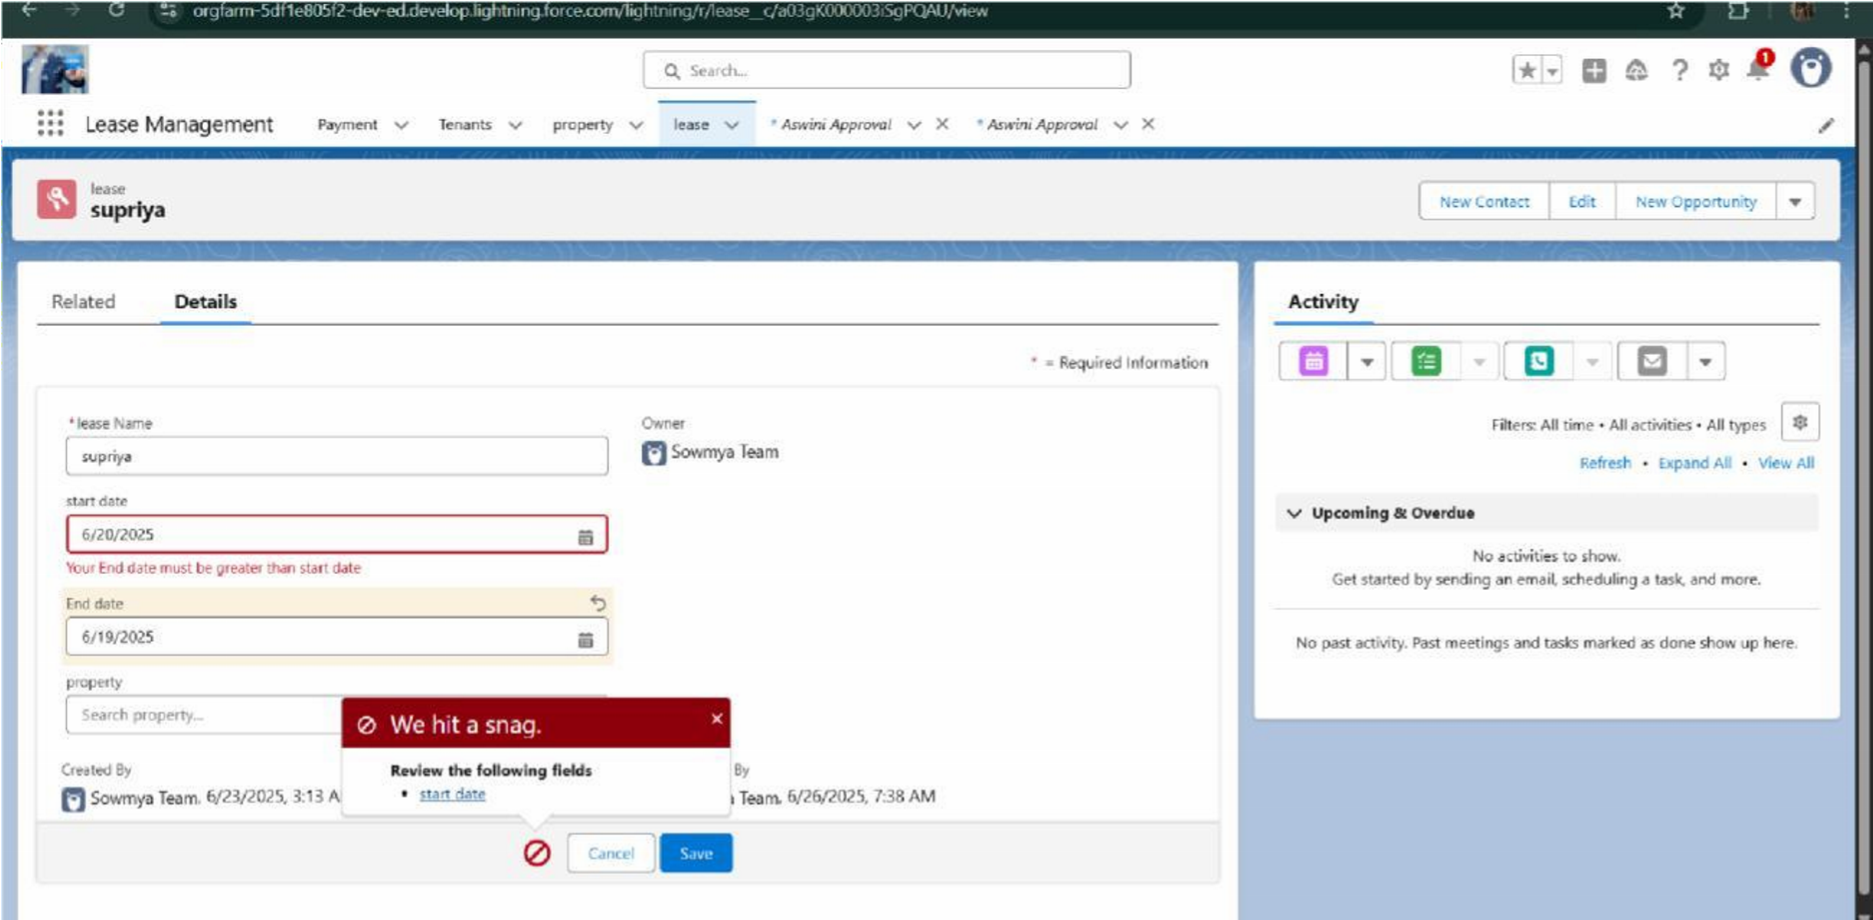 orgfarm-5df1e805f2-dev-ed.develop.lightning.force.com/lightning/r/lease__c/a03gK000003iSgPQAU/view
Search...
1
Lease Management Payment Tenants property lease * Aswini Approval * Aswini Approval
lease
supriya
New Contact Edit New Opportunity
Related Details
* = Required Information
*lease Name
supriya
Owner
Sowmya Team
start date
6/20/2025
Your End date must be greater than start date
End date
6/19/2025
property
Search property...
We hit a snag.
Review the following fields
• start date
Created By
Sowmya Team, 6/23/2025, 3:13 A
By
Team, 6/26/2025, 7:38 AM
Cancel Save
Activity
Filters: All time • All activities • All types
Refresh • Expand All • View All
Upcoming & Overdue
No activities to show.
Get started by sending an email, scheduling a task, and more.
No past activity. Past meetings and tasks marked as done show up here.